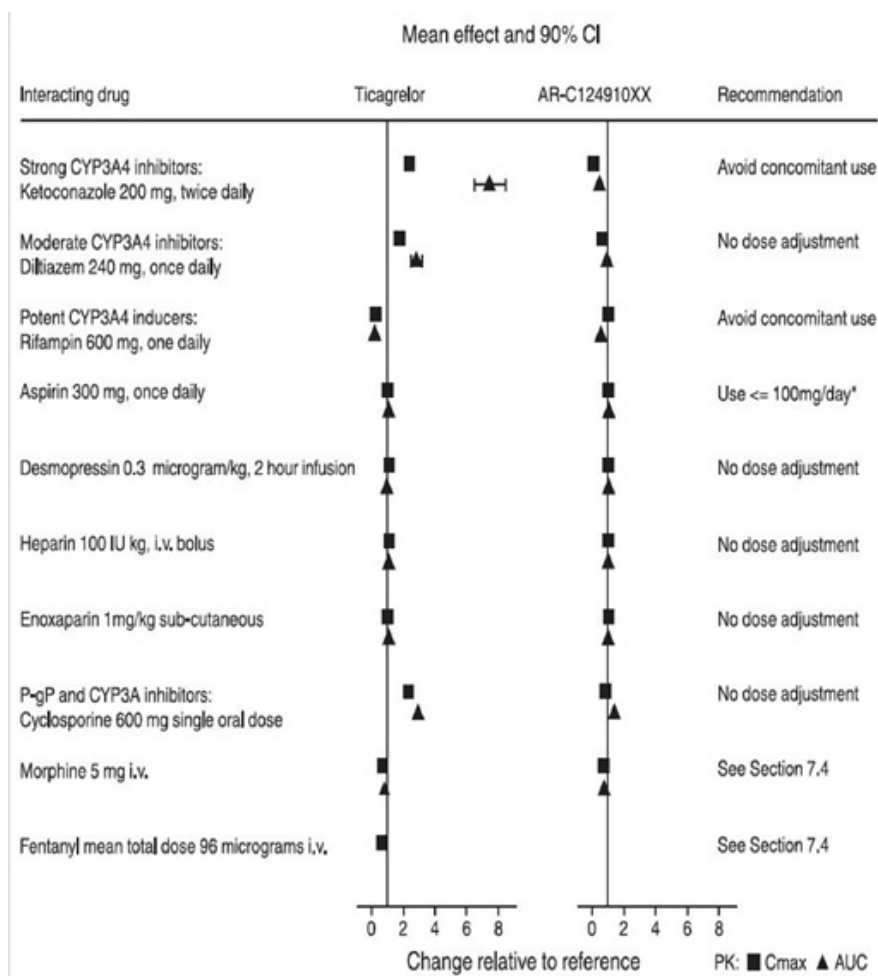 Mean effect and 90% CI
Interacting drug Ticagrelor AR-C124910XX Recommendation
Strong CYP3A4 inhibitors:
Ketoconazole 200 mg, twice daily
Avoid concomitant use
Moderate CYP3A4 inhibitors:
Diltiazem 240 mg, once daily
No dose adjustment
Potent CYP3A4 inducers:
Rifampin 600 mg, one daily
Avoid concomitant use
Aspirin 300 mg, once daily Use <= 100mg/day*
Desmopressin 0.3 microgram/kg, 2 hour infusion No dose adjustment
Heparin 100 IU kg, i.v. bolus No dose adjustment
Enoxaparin 1mg/kg sub-cutaneous No dose adjustment
P-gP and CYP3A inhibitors:
Cyclosporine 600 mg single oral dose
No dose adjustment
Morphine 5 mg i.v. See Section 7.4
Fentanyl mean total dose 96 micrograms i.v. See Section 7.4
0 2 4 6 8 0 2 4 6 8
Change relative to reference PK: Cmax AUC